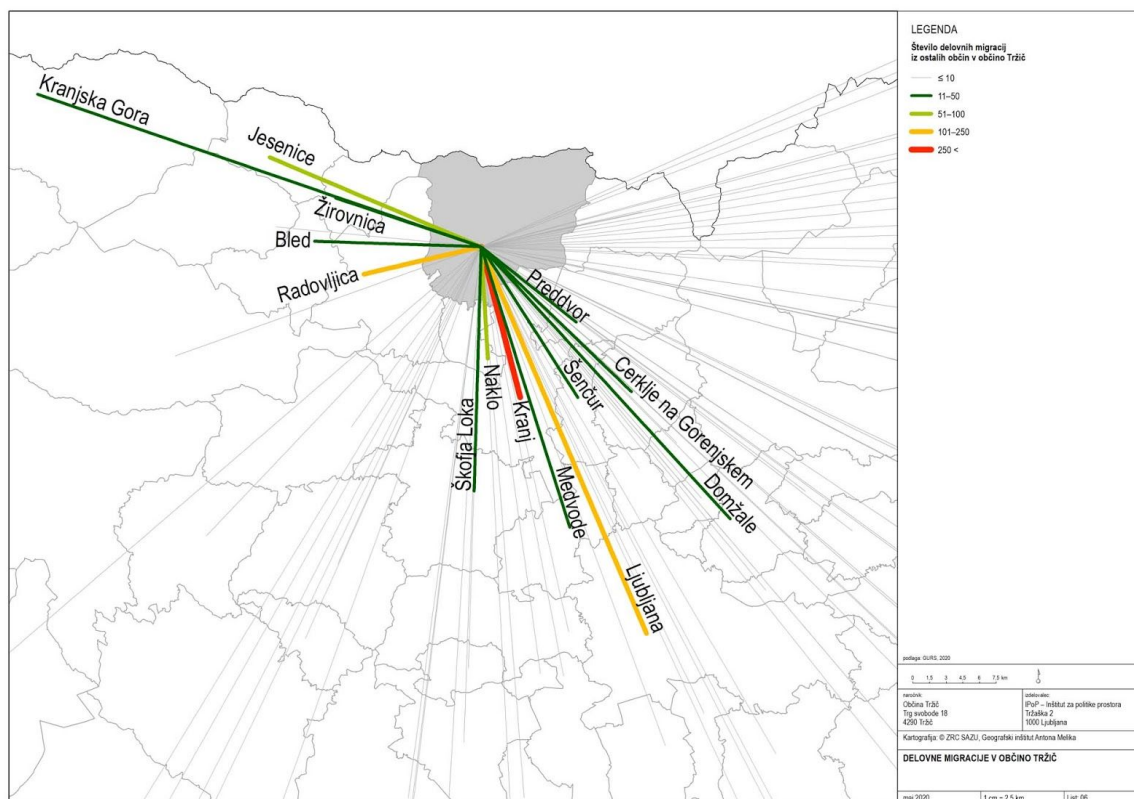 Kranjska Gora
Jesenice
Žirovnica
Bled
Radovljica
Preddvor
Cerklje na Gorenjskem
Šenčur
Naklo
Kranj
Škofja Loka
Medvode
Domžale
Ljubljana
LEGENDA
Število delovnih migracij
iz ostalih občin v občino Tržič
≤ 10
11–50
51–100
101–250
250 <
podlaga: GURS, 2020
0 1,5 3 4,5 6 7,5 km
naročnik:
Občina Tržič
Trg svobode 18
4290 Tržič
izdelovalec:
IPoP – Inštitut za politike prostora
Tržaška 2
1000 Ljubljana
Kartografija: © ZRC SAZU, Geografski inštitut Antona Melika
DELOVNE MIGRACIJE V OBČINO TRŽIČ
maj 2020
1 cm = 2,5 km
List: 06